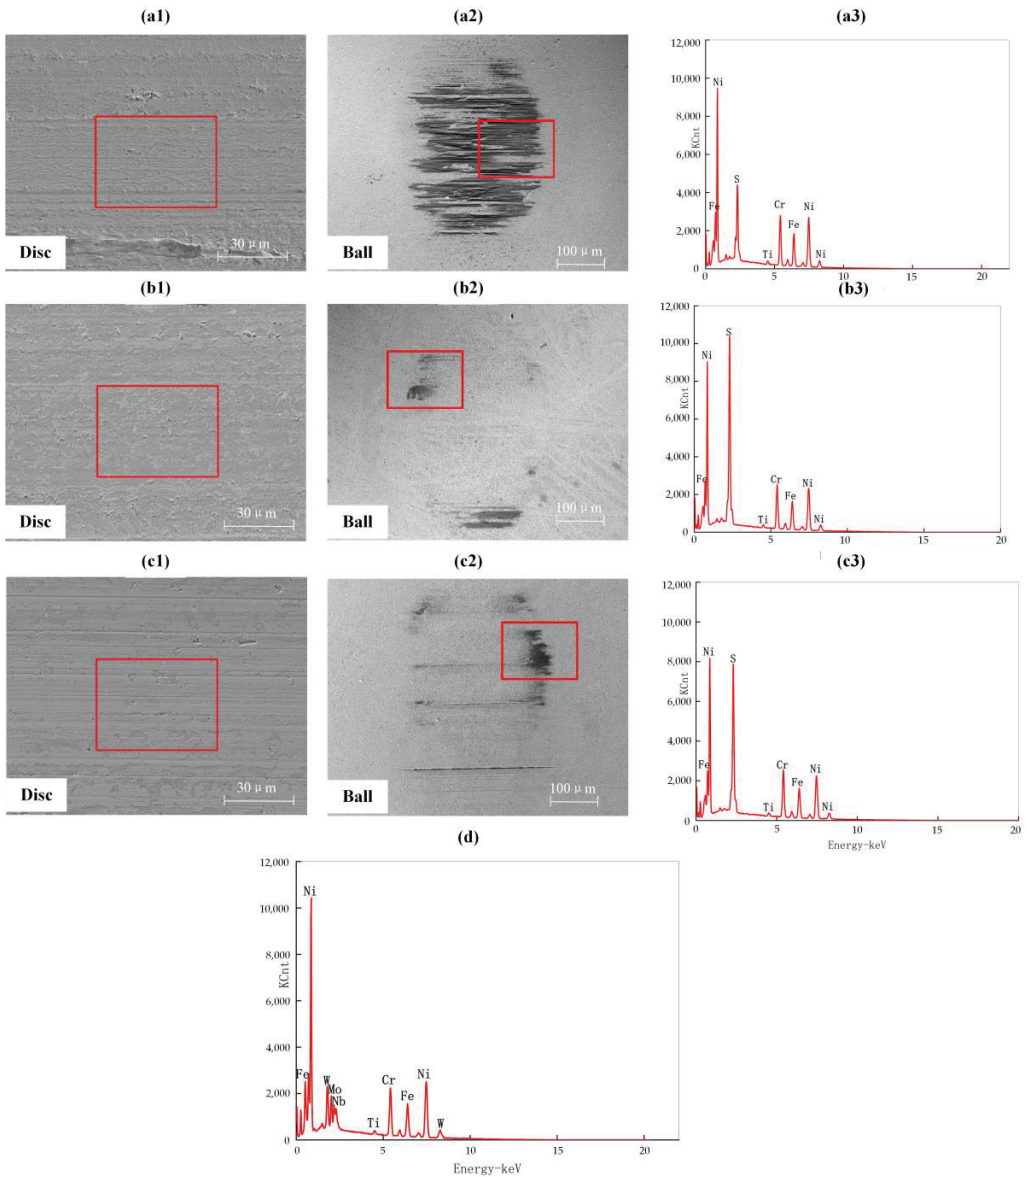 (a1) (a2) (a3)
Disc 30 μm
Ball 100 μm
12,000
10,000
8,000
6,000
4,000
2,000
0
KCnt
Ni
Fe
S
Ti
Cr
Fe
Ni
Ni
0 5 10 15 20
(b1) (b2) (b3)
Disc 30 μm
Ball 100 μm
12,000
10,000
8,000
6,000
4,000
2,000
0
KCnt
Fe
Ni
S
Ti
Cr
Fe
Ni
Ni
0 5 10 15 20
(c1) (c2) (c3)
Disc 30 μm
Ball 100 μm
12,000
10,000
8,000
6,000
4,000
2,000
0
KCnt
Fe
Ni
S
Ti
Cr
Fe
Ni
Ni
0 5 10 15 20
Energy-keV
(d)
12,000
10,000
8,000
6,000
4,000
2,000
0
KCnt
Fe
Ni
W
Mo
Nb
Ti
Cr
Fe
Ni
W
0 5 10 15 20
Energy-keV